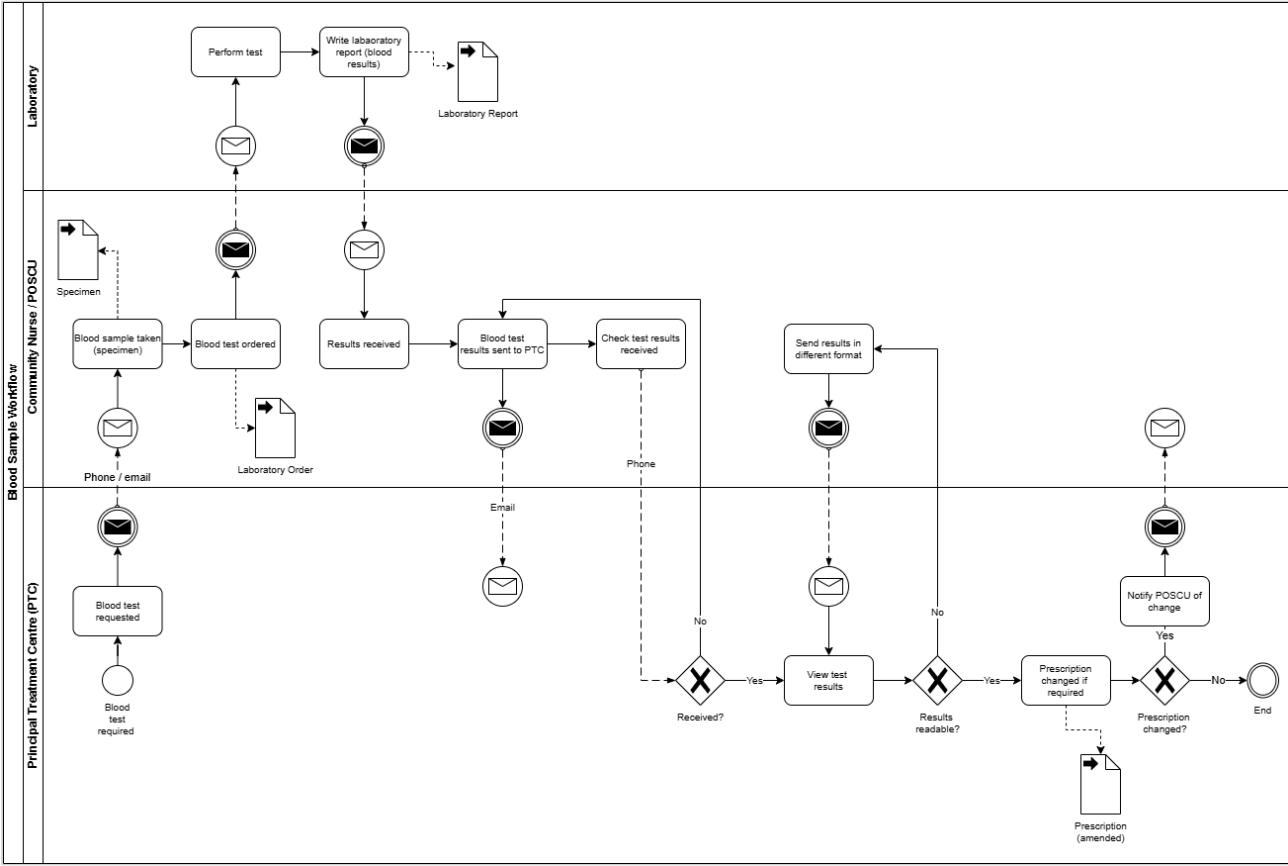 Blood Sample Workflow
Laboratory
Perform test
Write labaoratory
report (blood
results)
Laboratory Report
Community Nurse / POSCU
Specimen
Blood sample taken
(specimen)
Blood test ordered
Results received
Blood test
results sent to PTC
Check test results
received
Send results in
different format
Laboratory Order
Phone / email
Phone
Email
Principal Treatment Centre (PTC)
Blood test
requested
Blood
test
required
No
No
Yes
Received?
View test
results
Yes
Results
readable?
Prescription
changed if
required
Notify POSCU of
change
Yes
No
Prescription
changed?
End
Prescription
(amended)